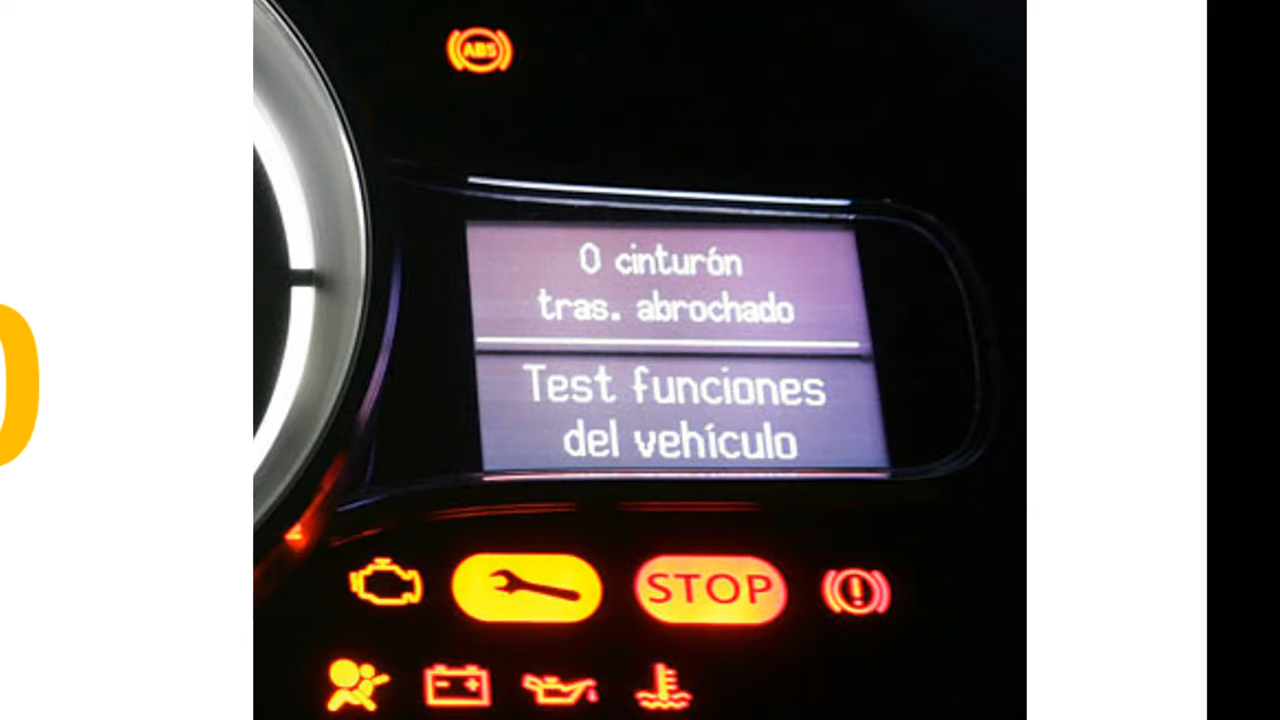 ABS
0 cinturón
tras. abrochado
Test funciones
del vehículo
STOP